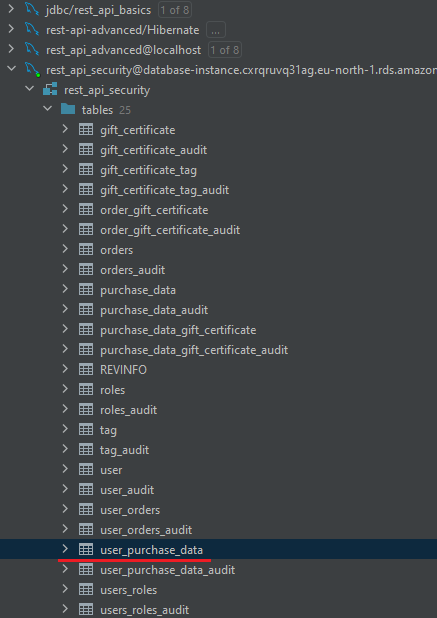 jdbc/rest_api_basics 1 of 8
rest-api-advanced/Hibernate ...
rest_api_advanced@localhost 1 of 8
rest_api_security@database-instance.cxrqruvq31ag.eu-north-1.rds.amazon
rest_api_security
tables 25
gift_certificate
gift_certificate_audit
gift_certificate_tag
gift_certificate_tag_audit
order_gift_certificate
order_gift_certificate_audit
orders
orders_audit
purchase_data
purchase_data_audit
purchase_data_gift_certificate
purchase_data_gift_certificate_audit
REVINFO
roles
roles_audit
tag
tag_audit
user
user_audit
user_orders
user_orders_audit
user_purchase_data
user_purchase_data_audit
users_roles
users_roles_audit